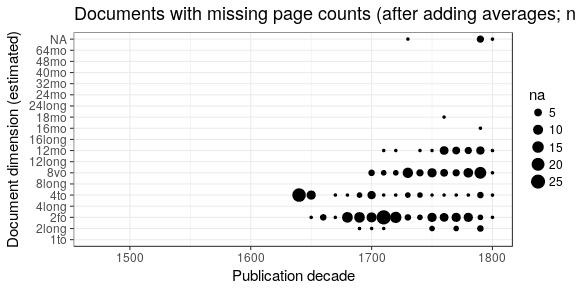 Documents with missing page counts (after adding averages; n
Document dimension (estimated)
NA
64mo
48mo
40mo
32mo
24mo
24long
18mo
16mo
16long
12mo
12long
8vo
8long
4to
4long
2fo
2long
1to
1500 1600 1700 1800
Publication decade
na
5
10
15
20
25